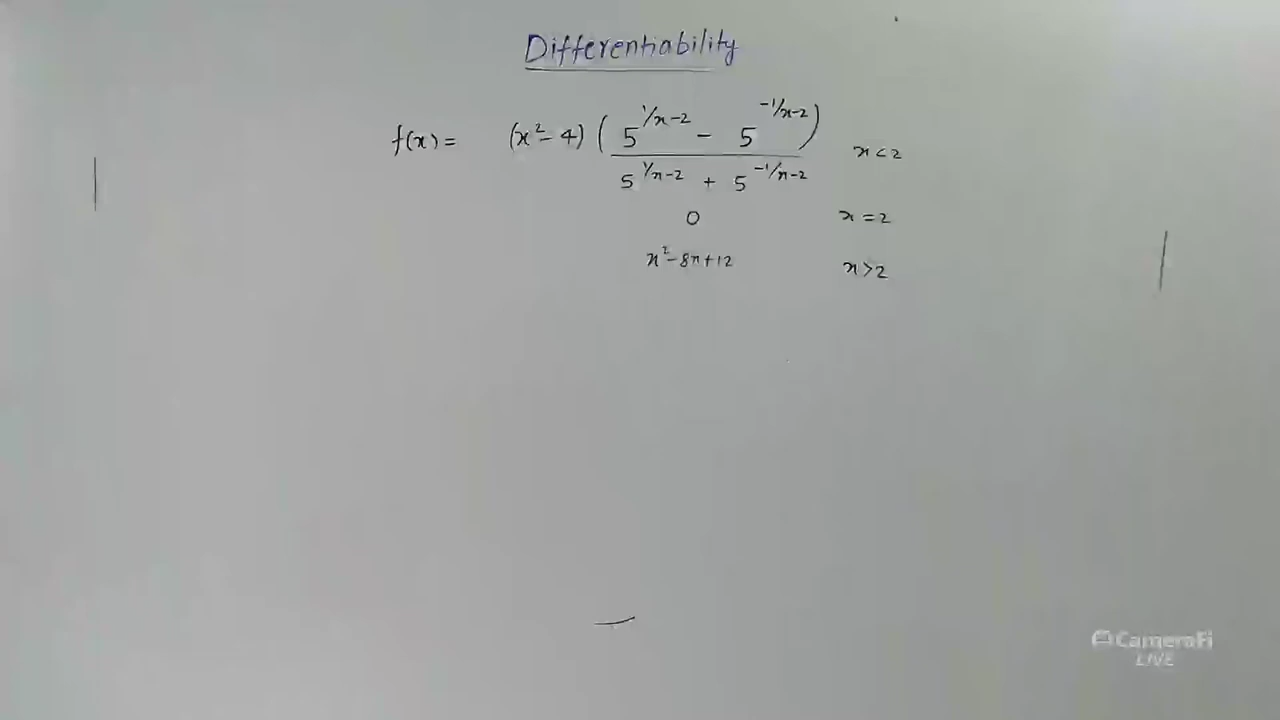 Differentiability
f(x) = (x² - 4) ( 5^{1/x-2} - 5^{-1/x-2} ) / 5^{1/x-2} + 5^{-1/x-2} x < 2
0 x = 2
x² - 8x + 12 x > 2
CameraFi
LIVE